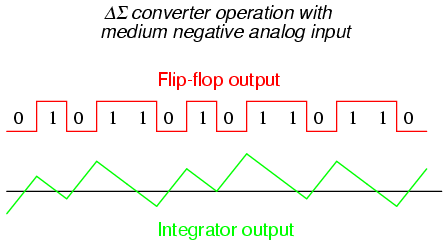 ΔΣ converter operation with
medium negative analog input
Flip-flop output
0 1 0 1 1 0 1 0 1 1 0 1 1 0
Integrator output